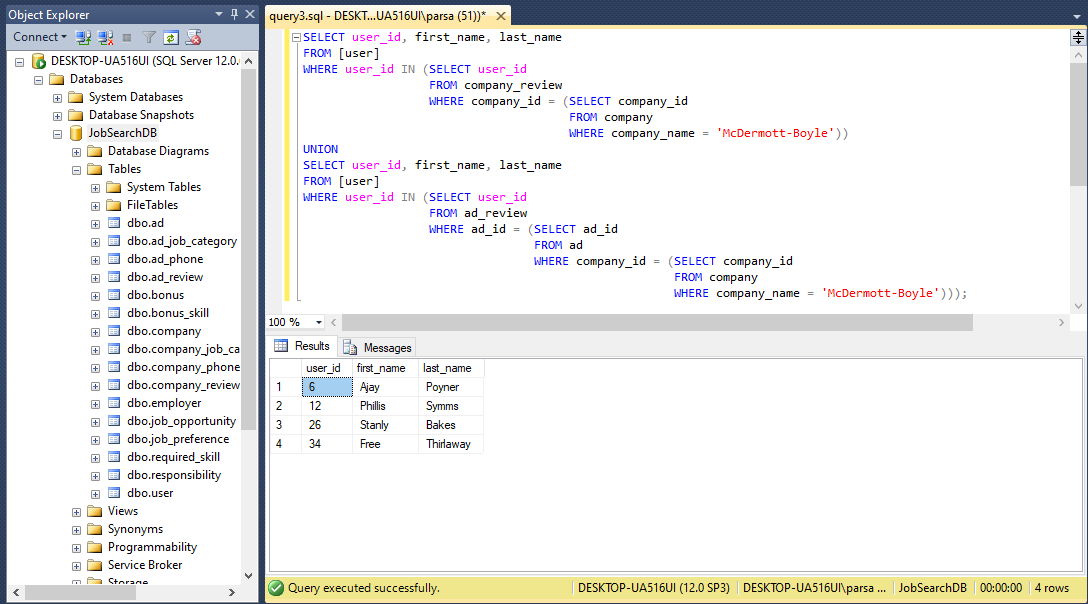 Object Explorer
Connect
DESKTOP-UA516UI (SQL Server 12.0.
Databases
System Databases
Database Snapshots
JobSearchDB
Database Diagrams
Tables
System Tables
FileTables
dbo.ad
dbo.ad_job_category
dbo.ad_phone
dbo.ad_review
dbo.bonus
dbo.bonus_skill
dbo.company
dbo.company_job_ca
dbo.company_phone
dbo.company_review
dbo.employer
dbo.job_opportunity
dbo.job_preference
dbo.required_skill
dbo.responsibility
dbo.user
Views
Synonyms
Programmability
Service Broker
Storage
query3.sql - DESKT...UA516UI\parsa (51))*
SELECT user_id, first_name, last_name
FROM [user]
WHERE user_id IN (SELECT user_id
FROM company_review
WHERE company_id = (SELECT company_id
FROM company
WHERE company_name = 'McDermott-Boyle'))
UNION
SELECT user_id, first_name, last_name
FROM [user]
WHERE user_id IN (SELECT user_id
FROM ad_review
WHERE ad_id = (SELECT ad_id
FROM ad
WHERE company_id = (SELECT company_id
FROM company
WHERE company_name = 'McDermott-Boyle')));
100 %
Results Messages
user_id first_name last_name
1 6 Ajay Poyner
2 12 Phillis Symms
3 26 Stanly Bakes
4 34 Free Thirlaway
Query executed successfully. DESKTOP-UA516UI (12.0 SP3) DESKTOP-UA516UI\parsa ... JobSearchDB 00:00:00 4 rows